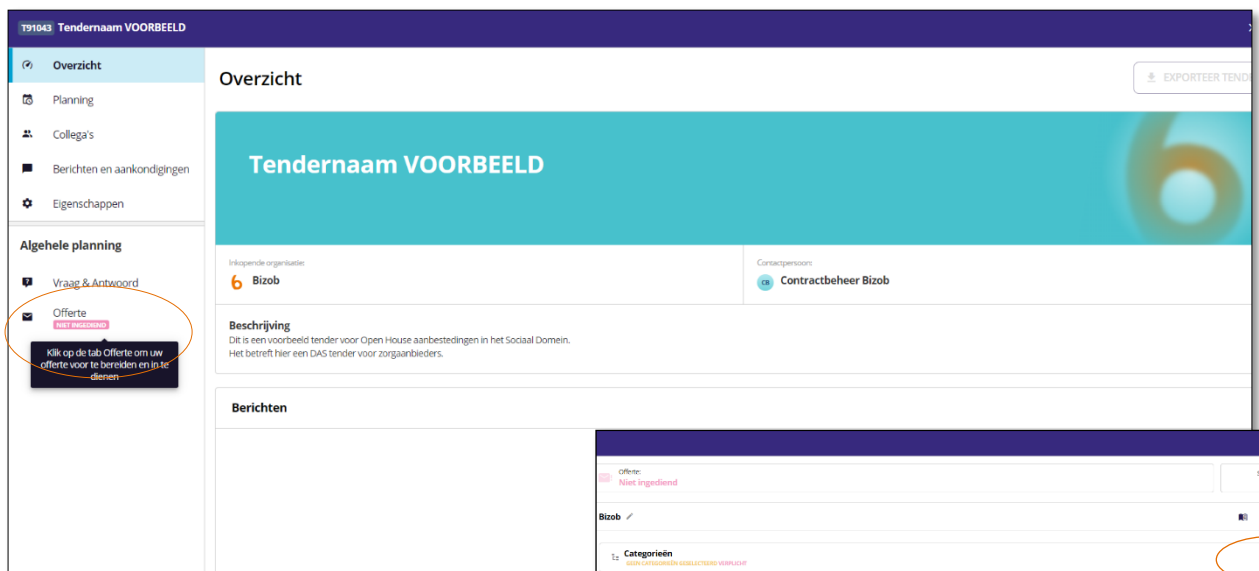 T91043 Tendernaam VOORBEELD
Overzicht
Planning
Collega's
Berichten en aankondigingen
Eigenschappen
Algehele planning
Vraag & Antwoord
Offerte
NIET INGEDIEND
Klik op de tab Offerte om uw
offerte voor te bereiden en in te
dienen
Overzicht
EXPORTEER TEND
Tendernaam VOORBEELD
Inkopende organisatie:
Bizob
Contactpersoon:
CB Contractbeheer Bizob
Beschrijving
Dit is een voorbeeld tender voor Open House aanbestedingen in het Sociaal Domein.
Het betreft hier een DAS tender voor zorgaanbieders.
Berichten
Offerte:
Niet ingediend
Bizob
Categorieën
GEEN CATEGORIEËN GESELECTEERD VERPLICHT